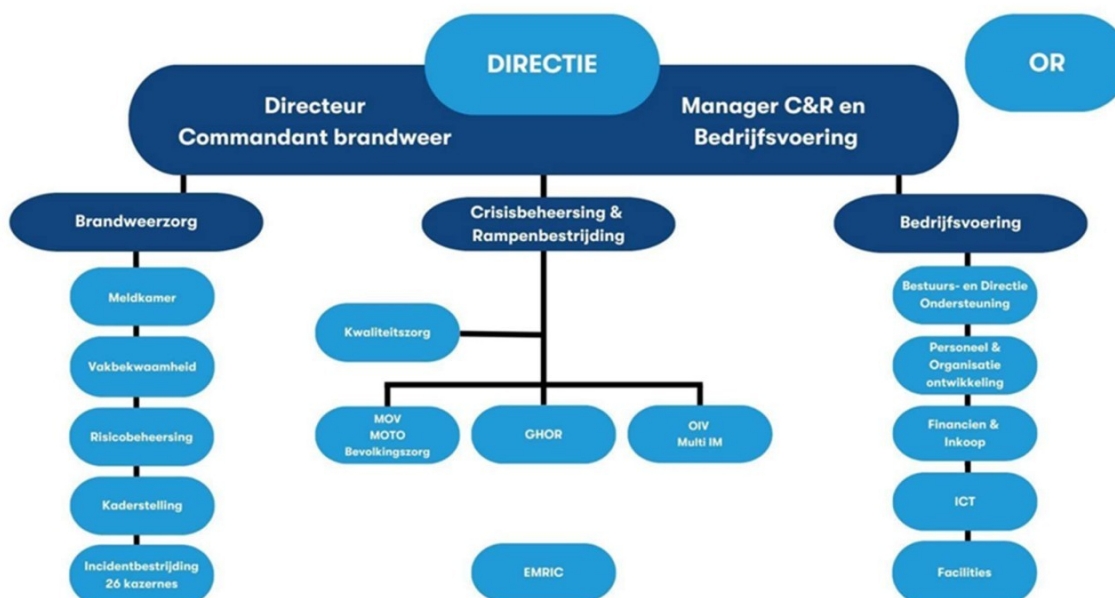 DIRECTIE
OR
Directeur
Commandant brandweer
Manager C&R en
Bedrijfsvoering
Brandweerzorg
Crisisbeheersing &
Rampenbestrijding
Bedrijfsvoering
Meldkamer
Vakbekwaamheid
Risicobeheersing
Kaderstelling
Incidentbestrijding
26 kazernes
Kwaliteitszorg
MOV
MOTO
Bevolkingszorg
GHOR
OIV
Multi IM
EMRIC
Bestuurs- en Directie
Ondersteuning
Personeel &
Organisatie
ontwikkeling
Financien &
Inkoop
ICT
Facilities